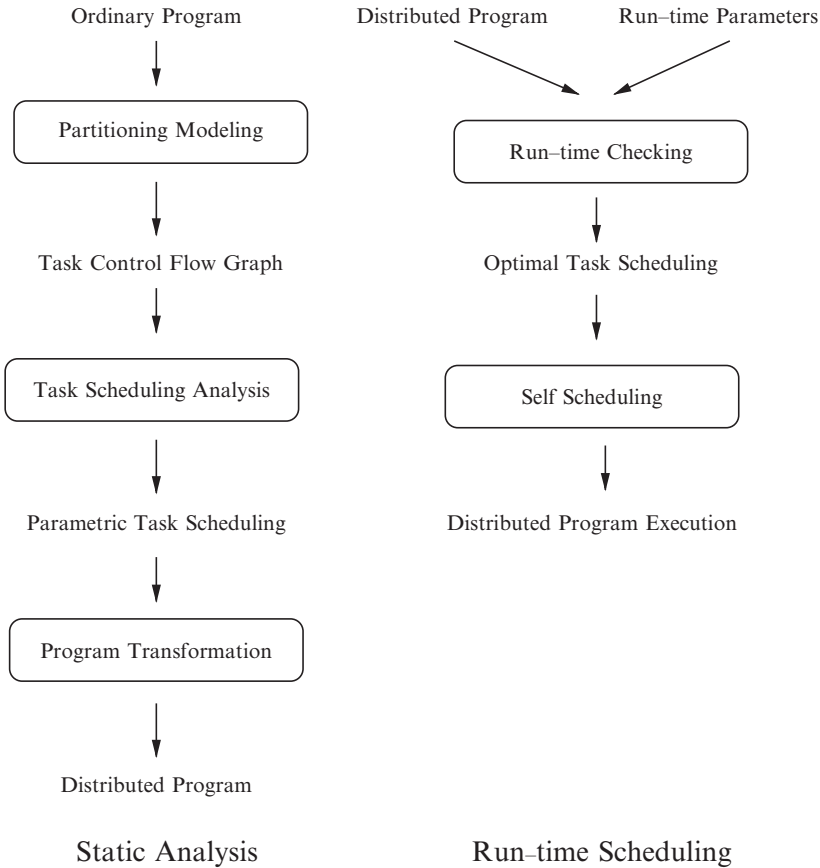 Ordinary Program
Partitioning Modeling
Task Control Flow Graph
Task Scheduling Analysis
Parametric Task Scheduling
Program Transformation
Distributed Program
Static Analysis
Distributed Program
Run–time Parameters
Run–time Checking
Optimal Task Scheduling
Self Scheduling
Distributed Program Execution
Run–time Scheduling